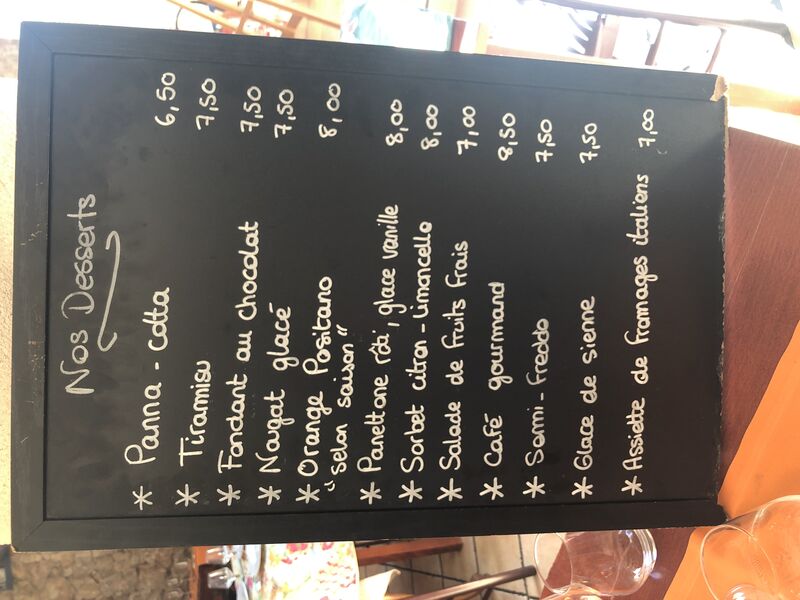 Nos Desserts
* Panna-cotta 6,50
* Tiramisu 7,50
* Fondant au chocolat 7,50
* Nougat glacé 7,50
* Orange Positano 8,00
"selon saison"
* Panettone rôti, glace vanille 8,00
* Sorbet citron-Limoncello 8,00
* Salade de fruits frais 7,00
* Café gourmand 8,50
* Semi-Freddo 7,50
* Glace de sienne 7,50
* Assiette de fromages italiens 7,00